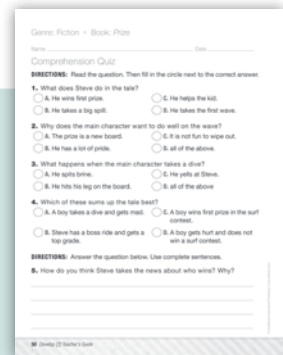 Genre: Fiction • Book: Prize
Name Date
Comprehension Quiz
DIRECTIONS: Read the question. Then fill in the circle next to the correct answer.
1. What does Steve do in the tale?
A. He wins first prize. C. He helps the kid.
B. He takes a big spill. D. He takes the first wave.
2. Why does the main character want to do well on the wave?
A. The prize is a new board. C. It is not fun to wipe out.
B. He has a lot of pride. D. all of the above.
3. What happens when the main character takes a dive?
A. He spits brine. C. He yells at Steve.
B. He hits his leg on the board. D. all of the above
4. Which of these sums up the tale best?
A. A boy takes a dive and gets mad. C. A boy wins first prize in the surf
contest.
B. Steve has a boss ride and gets a D. A boy gets hurt and does not
top grade. win a surf contest.
DIRECTIONS: Answer the question below. Use complete sentences.
5. How do you think Steve takes the news about who wins? Why?
Teacher's Guide